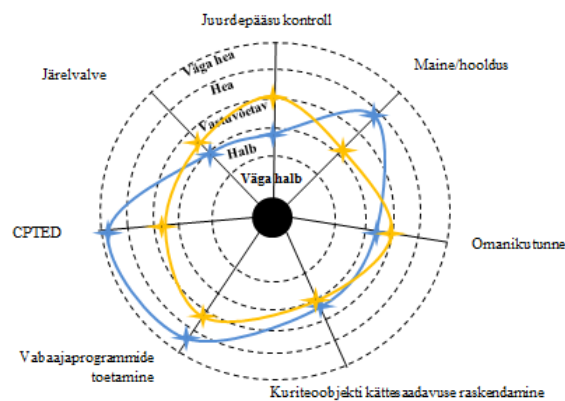 Juurdepääsu kontroll
Järelvalve
Maine/hooldus
Väga hea
Hea
Vastuvõetav
Halb
Väga halb
CPTED
Omanikutunne
Vabaajaprogrammide
toetamine
Kuriteoobjekti kättesaadavuse raskendamine